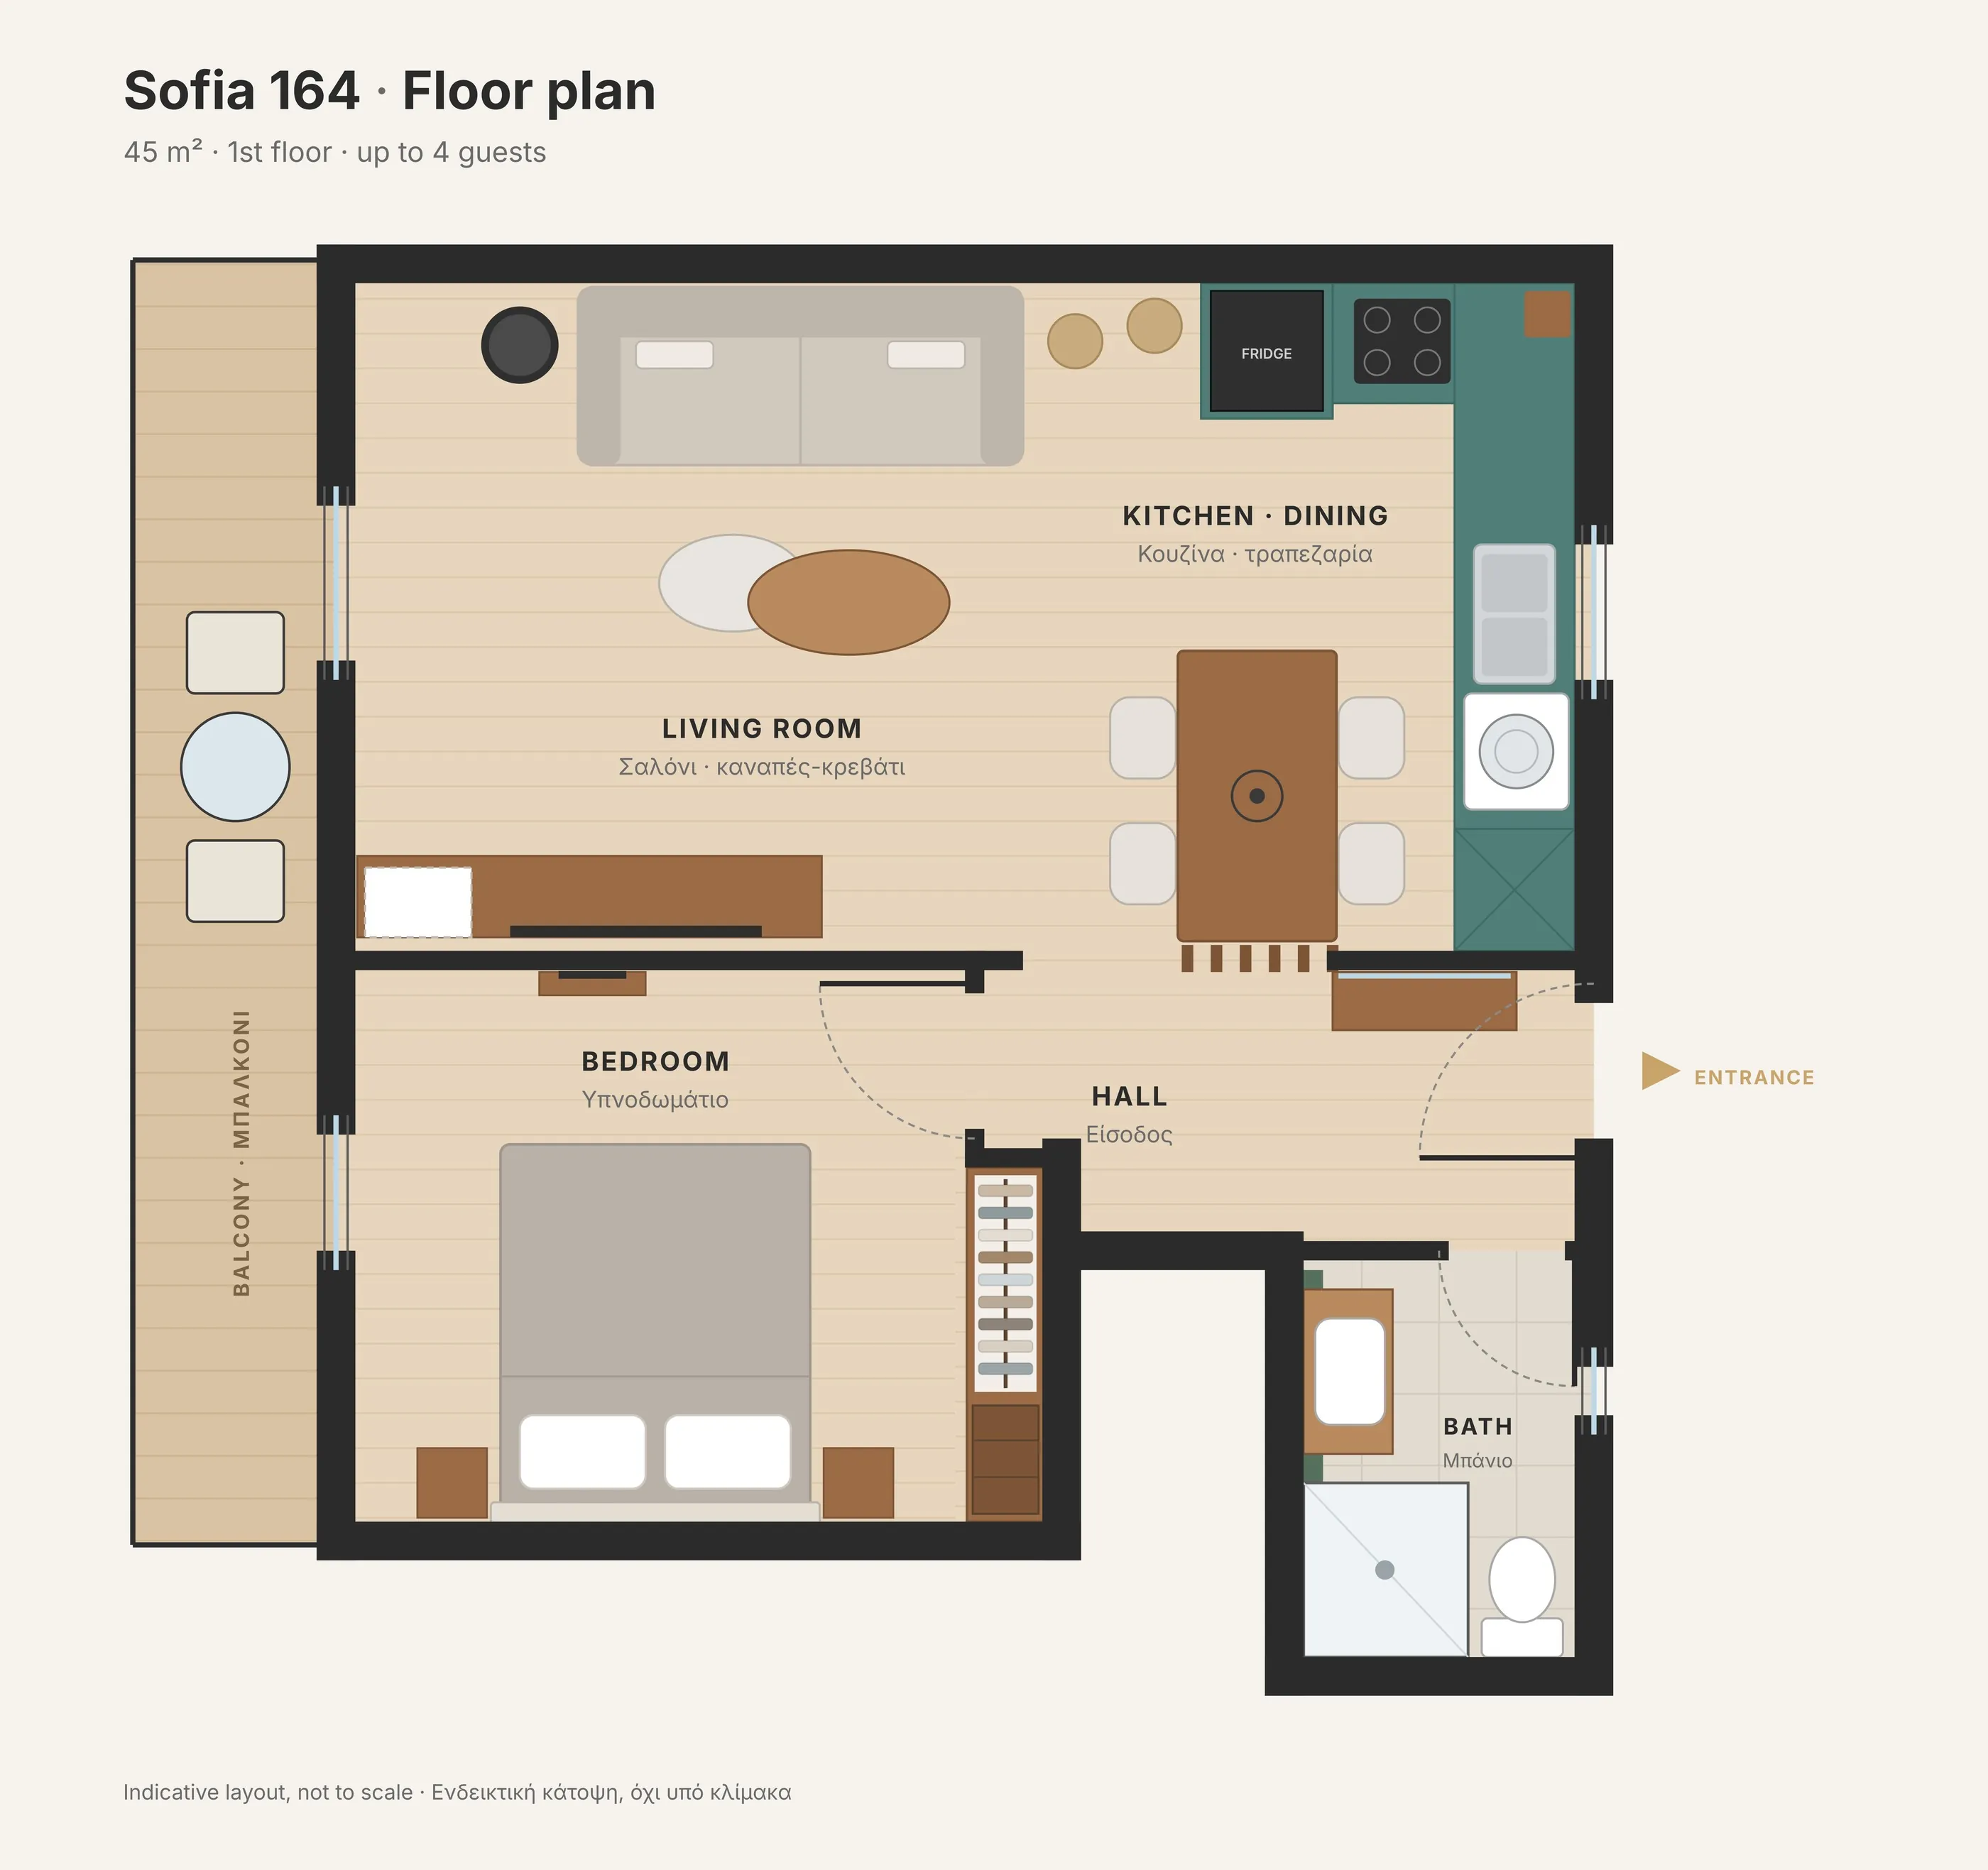 Sofia 164 · Floor plan
45 m² · 1st floor · up to 4 guests
FRIDGE
KITCHEN · DINING
Κουζίνα · τραπεζαρία
LIVING ROOM
Σαλόνι · καναπές-κρεβάτι
BALCONY · ΜΠΑΛΚΟΝΙ
BEDROOM
Υπνοδωμάτιο
HALL
Είσοδος
ENTRANCE
BATH
Μπάνιο
Indicative layout, not to scale · Ενδεικτική κάτοψη, όχι υπό κλίμακα